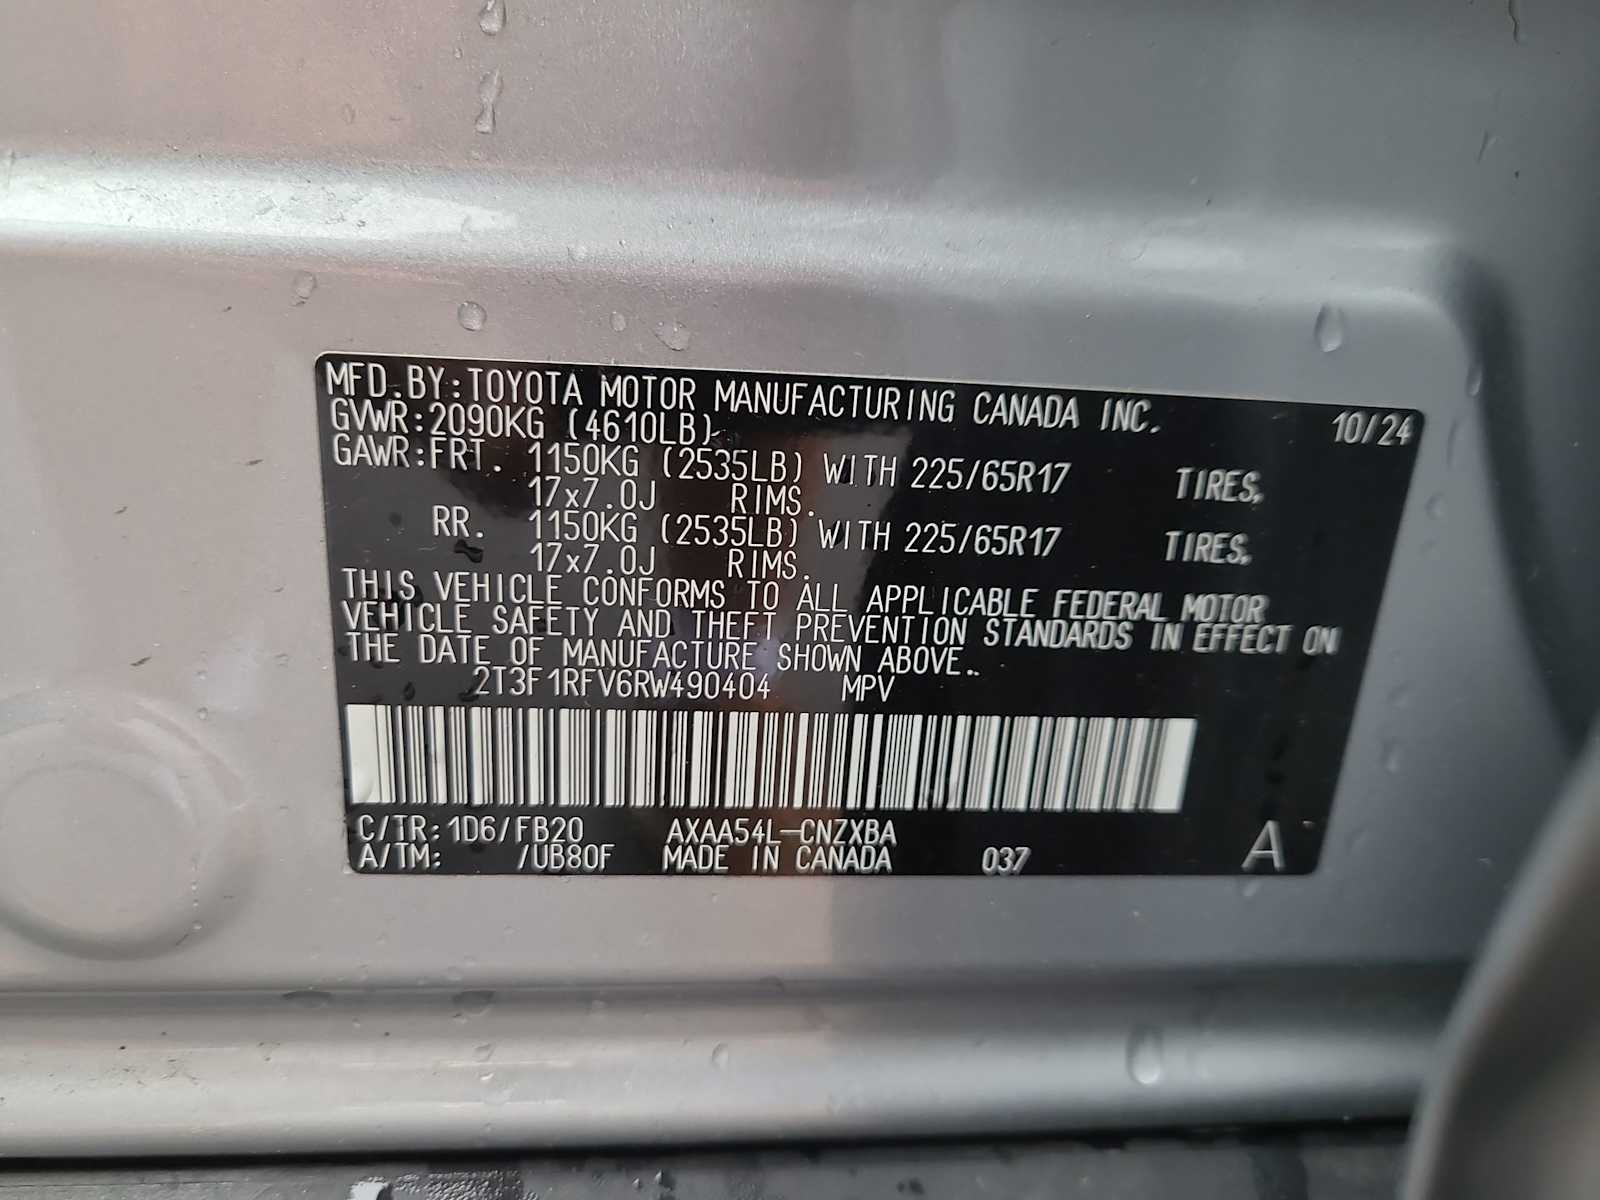 MFD. BY: TOYOTA MOTOR MANUFACTURING CANADA INC. 10/24
GVWR: 2090KG (4610LB)
GAWR: FRT. 1150KG (2535LB) WITH 225/65R17 TIRES,
17x7.0J RIMS.
RR. 1150KG (2535LB) WITH 225/65R17 TIRES,
17x7.0J RIMS.
THIS VEHICLE CONFORMS TO ALL APPLICABLE FEDERAL MOTOR
VEHICLE SAFETY AND THEFT PREVENTION STANDARDS IN EFFECT ON
THE DATE OF MANUFACTURE SHOWN ABOVE.
2T3F1RFV6RW490404 MPV
C/TR: 1D6/FB20 AXAA54L-CNZXBA
A/TM: /UB80F MADE IN CANADA 037 A